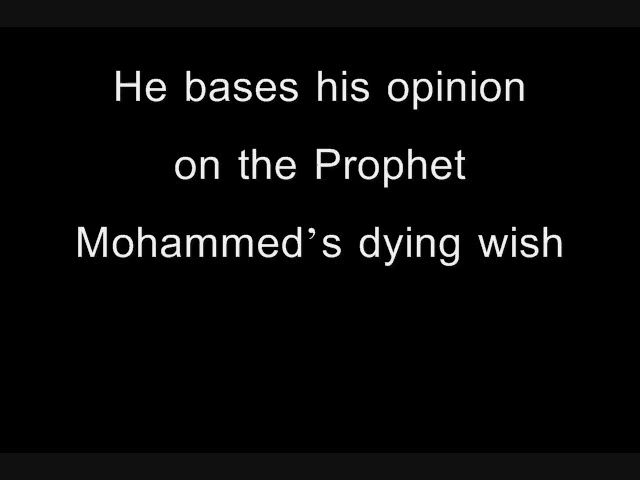 He bases his opinion
on the Prophet
Mohammed’s dying wish